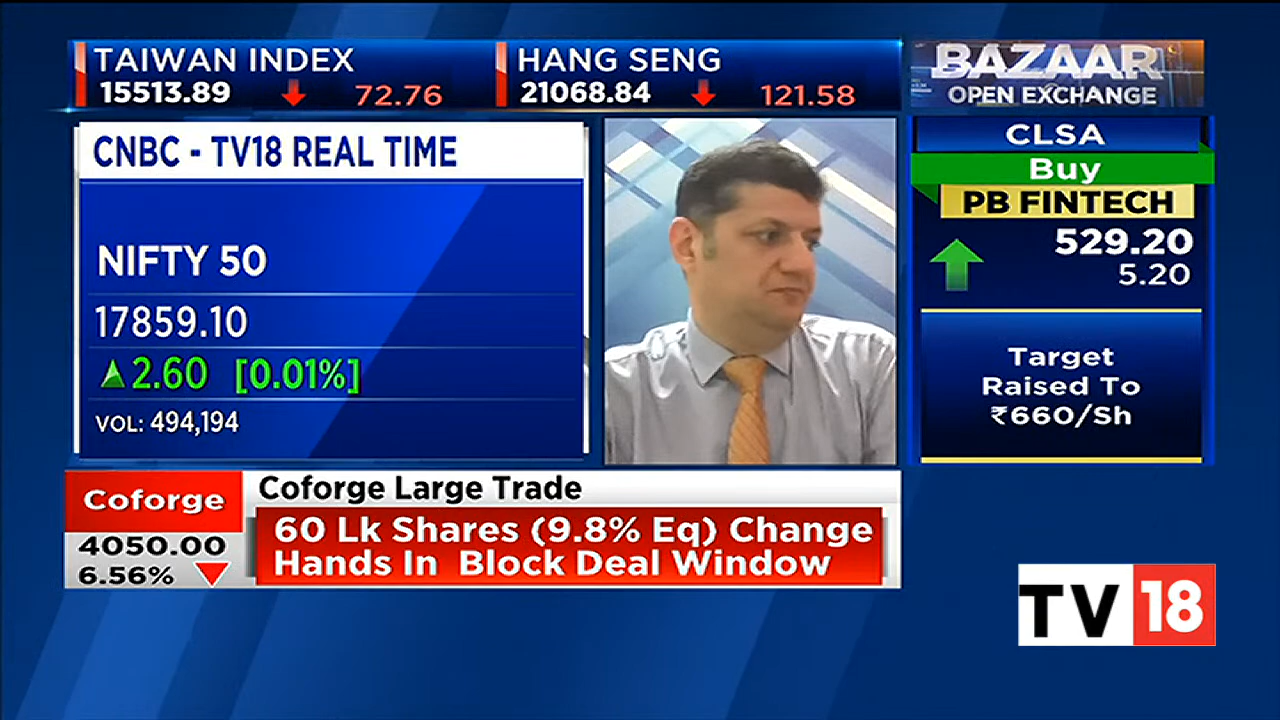 TAIWAN INDEX
15513.89 72.76
HANG SENG
21068.84 121.58
BAZAAR
OPEN EXCHANGE
CNBC - TV18 REAL TIME
NIFTY 50
17859.10
2.60 [0.01%]
VOL: 494,194
CLSA
Buy
PB FINTECH
529.20
5.20
Target
Raised To
₹660/Sh
Coforge
4050.00
6.56%
Coforge Large Trade
60 Lk Shares (9.8% Eq) Change
Hands In Block Deal Window
TV18